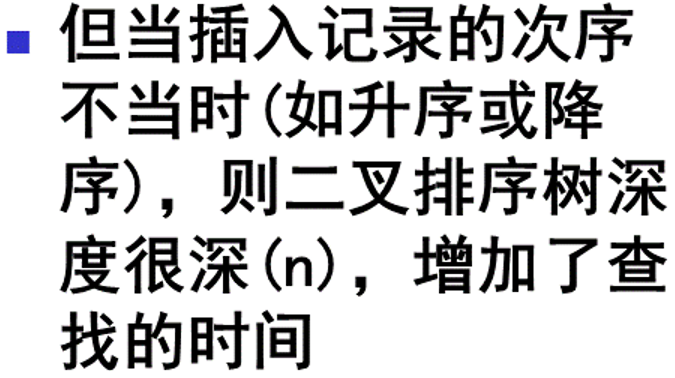 但当插入记录的次序
不当时(如升序或降
序)，则二叉排序树深
度很深(n)，增加了查
找的时间